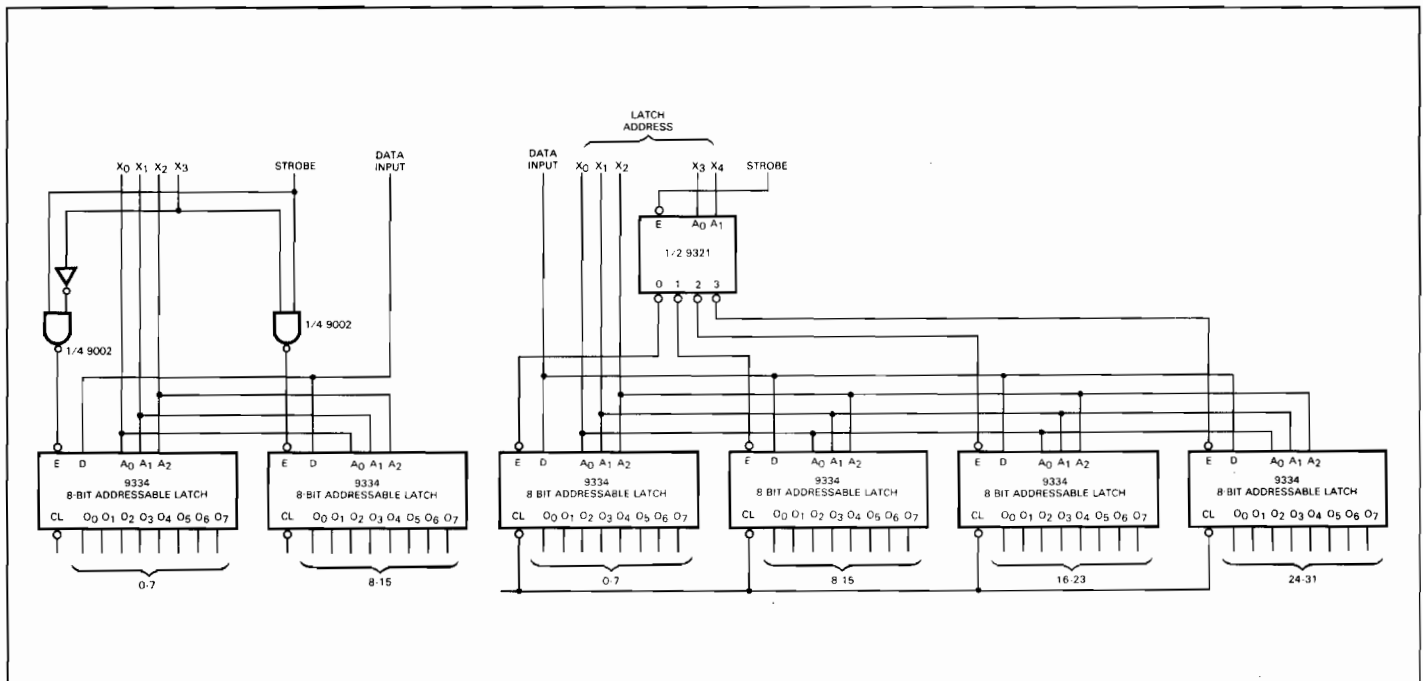 LATCH
ADDRESS
X0 X1 X2 X3
STROBE
DATA
INPUT
DATA
INPUT
X0 X1 X2
X3 X4
STROBE
E A0 A1
1/2 9321
0 1 2 3
1/4 9002
1/4 9002
E D A0 A1 A2
9334
8-BIT ADDRESSABLE LATCH
CL O0 O1 O2 O3 O4 O5 O6 O7
0-7
E D A0 A1 A2
9334
8-BIT ADDRESSABLE LATCH
CL O0 O1 O2 O3 O4 O5 O6 O7
8-15
E D A0 A1 A2
9334
8 BIT ADDRESSABLE LATCH
CL O0 O1 O2 O3 O4 O5 O6 O7
0-7
E D A0 A1 A2
9334
8 BIT ADDRESSABLE LATCH
CL O0 O1 O2 O3 O4 O5 O6 O7
8 15
E D A0 A1 A2
9334
8 BIT ADDRESSABLE LATCH
CL O0 O1 O2 O3 O4 O5 O6 O7
16-23
E D A0 A1 A2
9334
8 BIT ADDRESSABLE LATCH
CL O0 O1 O2 O3 O4 O5 O6 O7
24-31